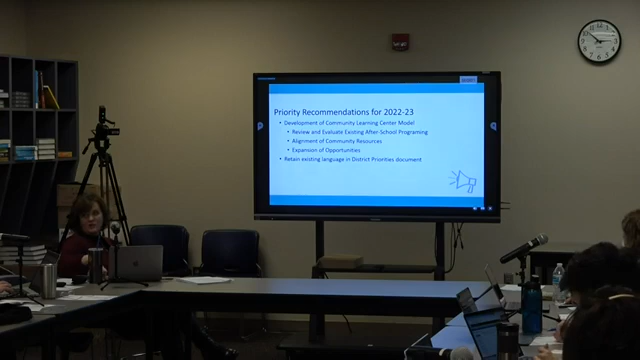 Priority Recommendations for 2022-23
• Development of Community Learning Center Model
• Review and Evaluate Existing After-School Programing
• Alignment of Community Resources
• Expansion of Opportunities
• Retain existing language in District Priorities document